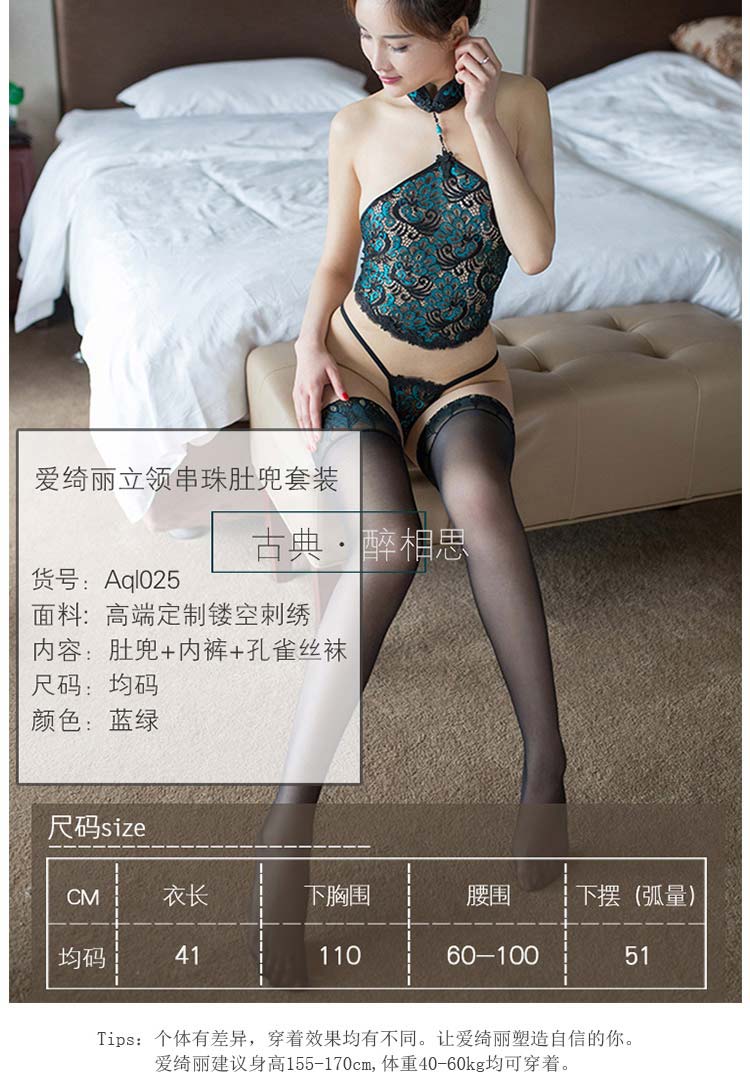 爱绮丽立领串珠肚兜套装
古典·醉相思
货号：Aql025
面料：高端定制镂空刺绣
内容：肚兜+内裤+孔雀丝袜
尺码：均码
颜色：蓝绿
尺码size
CM 衣长 下胸围 腰围 下摆（弧量）
均码 41 110 60-100 51
Tips：个体有差异，穿着效果均有不同。让爱绮丽塑造自信的你。
爱绮丽建议身高155-170cm,体重40-60kg均可穿着。